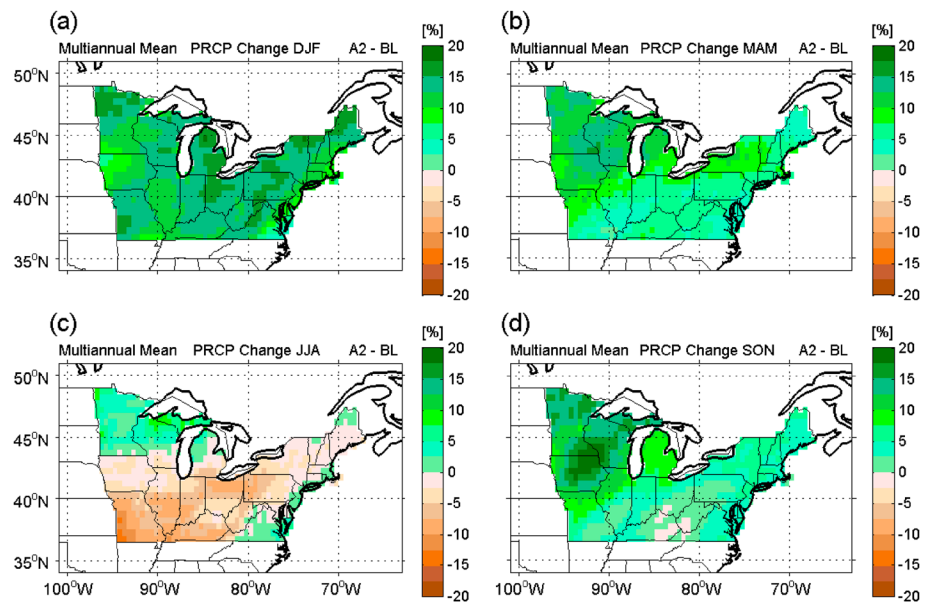 (a)
Multiannual Mean PRCP Change DJF A2 - BL
[%]
50°N
45°N
40°N
35°N
20
15
10
5
0
-5
-10
-15
-20
(b)
Multiannual Mean PRCP Change MAM A2 - BL
[%]
20
15
10
5
0
-5
-10
-15
-20
(c)
Multiannual Mean PRCP Change JJA A2 - BL
[%]
50°N
45°N
40°N
35°N
100°W 90°W 80°W 70°W
20
15
10
5
0
-5
-10
-15
-20
(d)
Multiannual Mean PRCP Change SON A2 - BL
[%]
100°W 90°W 80°W 70°W
20
15
10
5
0
-5
-10
-15
-20